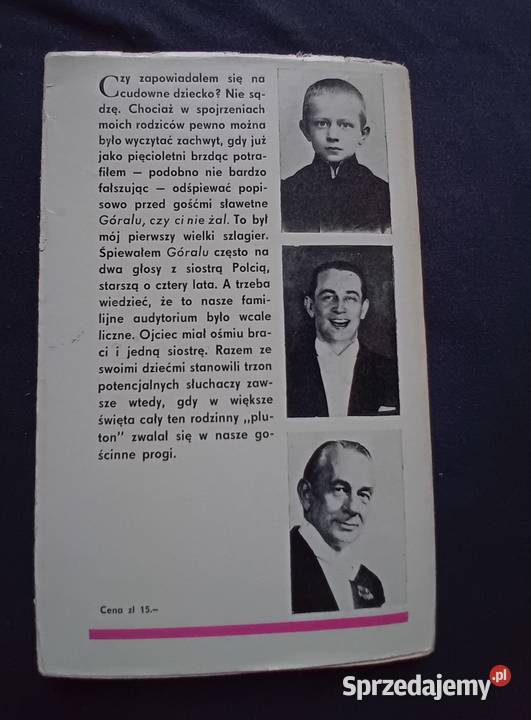 Czy zapowiadałem się na
cudowne dziecko? Nie są-
dzę. Chociaż w spojrzeniach
moich rodziców pewno można
było wyczytać zachwyt, gdy już
jako pięcioletni brzdąc potra-
fiłem — podobno nie bardzo
fałszując — odśpiewać popi-
sowo przed gośćmi sławetne
Góralu, czy ci nie żal. To był
mój pierwszy wielki szlagier.
Śpiewałem Góralu często na
dwa głosy z siostrą Polcią,
starszą o cztery lata. A trzeba
wiedzieć, że to nasze fami-
lijne audytorium było wcale
liczne. Ojciec miał ośmiu bra-
ci i jedną siostrę. Razem ze
swoimi dziećmi stanowili trzon
potencjalnych słuchaczy zaw-
sze wtedy, gdy w większe
święta cały ten rodzinny „plu-
ton” zwalał się w nasze go-
ścinne progi.
Cena zł 15.–
Sprzedajemy.pl